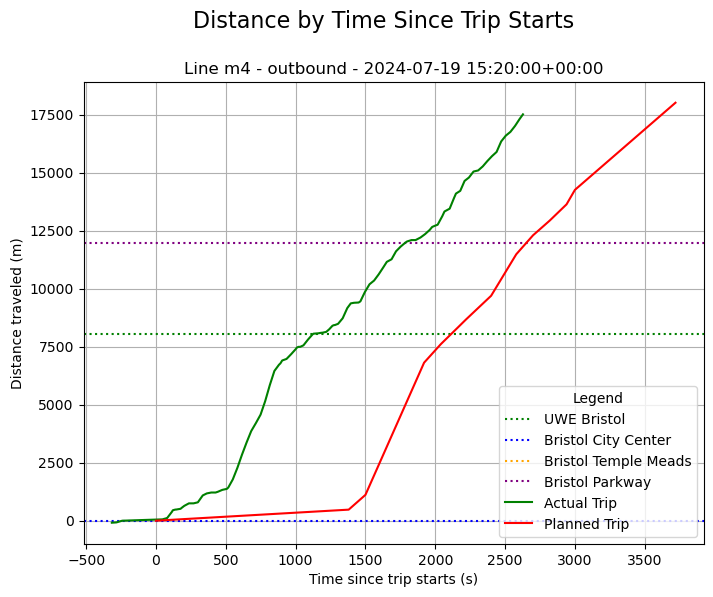 Distance by Time Since Trip Starts
Line m4 - outbound - 2024-07-19 15:20:00+00:00
Distance traveled (m)
17500
15000
12500
10000
7500
5000
2500
0
Legend
UWE Bristol
Bristol City Center
Bristol Temple Meads
Bristol Parkway
Actual Trip
Planned Trip
−500 0 500 1000 1500 2000 2500 3000 3500
Time since trip starts (s)